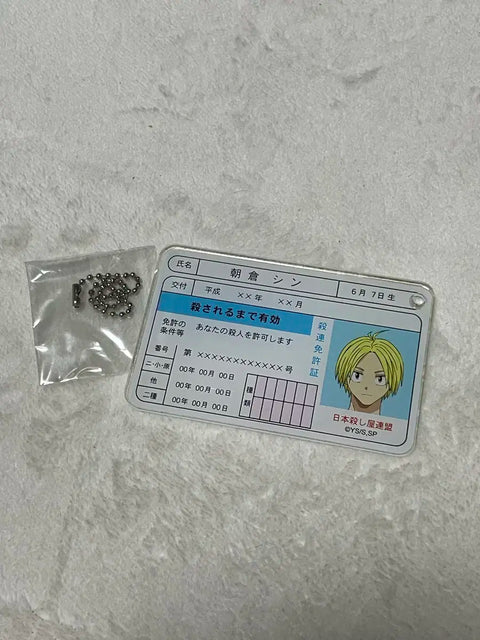 氏名 朝倉 シン 6月 7日 生
交付 平成 ××年 ××月
殺されるまで有効
免許の条件等 あなたの殺人を許可します
番号 第 ×××××××××××× 号
二・小・原 00年 00月 00日
他 00年 00月 00日
二種 00年 00月 00日
種類
殺連免許証
日本殺し屋連盟
©YS/S,SP